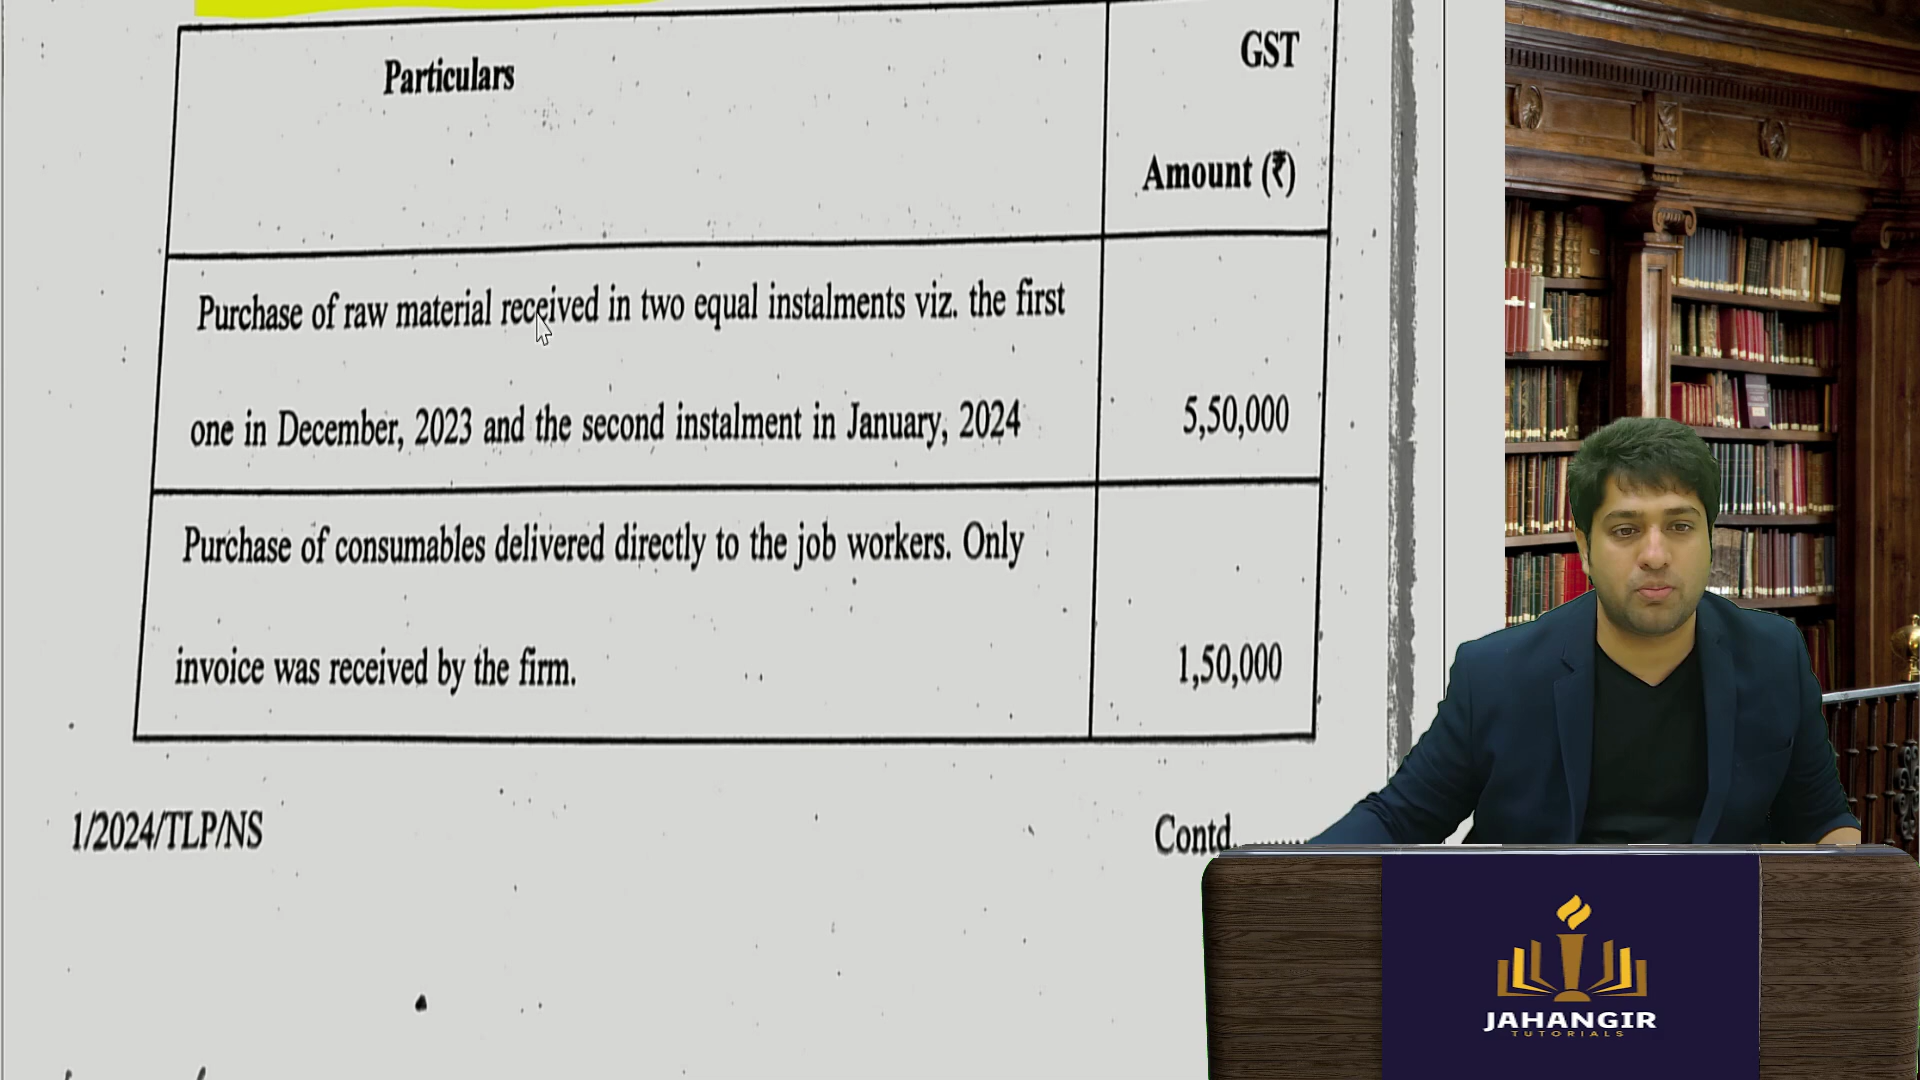 Particulars
GST
Amount (₹)
Purchase of raw material received in two equal instalments viz. the first
one in December, 2023 and the second instalment in January, 2024
5,50,000
Purchase of consumables delivered directly to the job workers. Only
invoice was received by the firm.
1,50,000
1/2024/TLP/NS
Contd..........
JAHANGIR
TUTORIALS